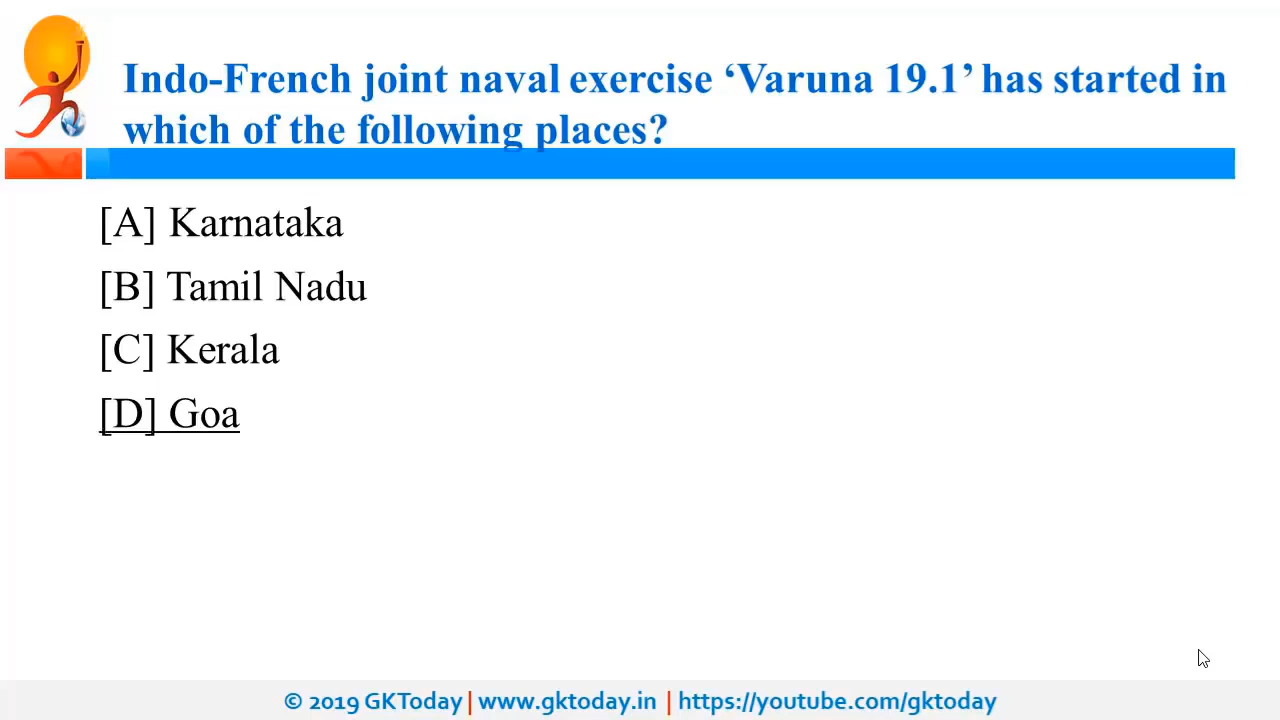 Indo-French joint naval exercise ‘Varuna 19.1’ has started in
which of the following places?
[A] Karnataka
[B] Tamil Nadu
[C] Kerala
[D] Goa
© 2019 GKToday | www.gktoday.in | https://youtube.com/gktoday